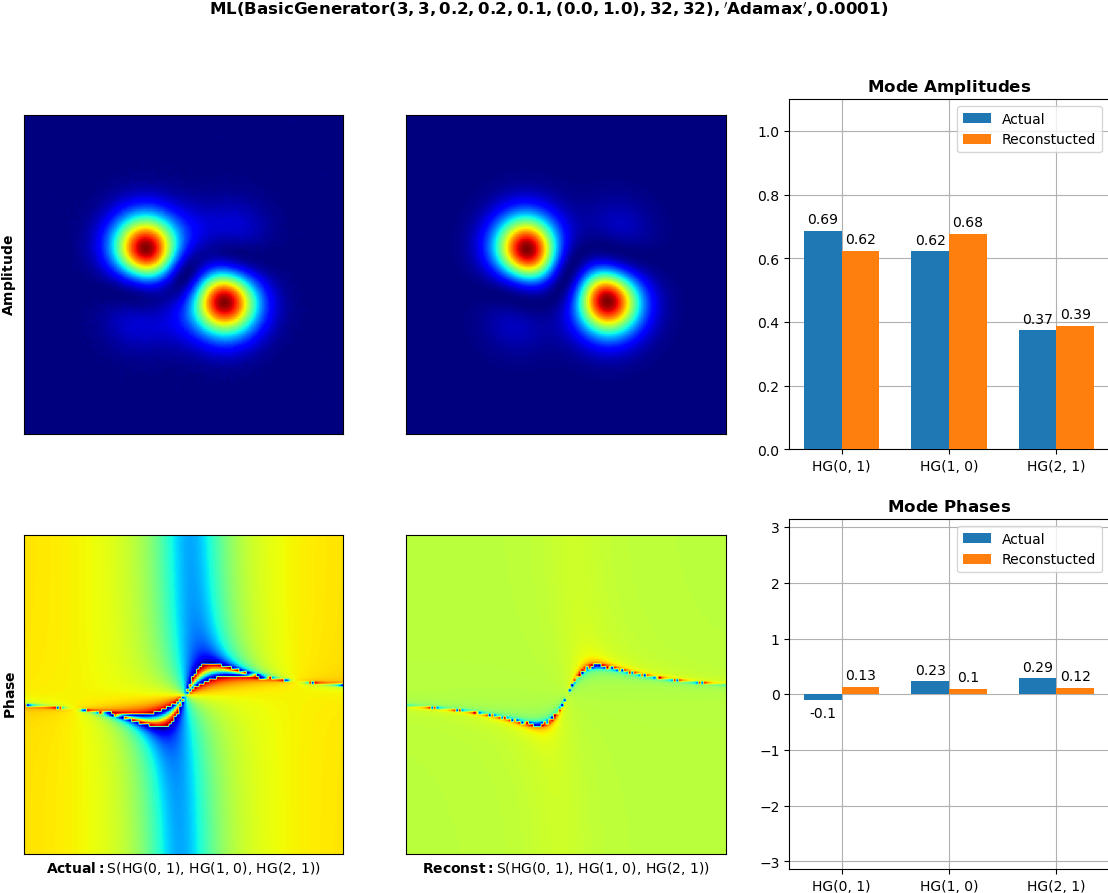 ML(BasicGenerator(3, 3, 0.2, 0.2, 0.1, (0.0, 1.0), 32, 32), 'Adamax', 0.0001)
Amplitude
Mode Amplitudes
Actual
Reconstucted
1.0
0.8
0.6
0.4
0.2
0.0
0.69
0.62
0.62
0.68
0.37
0.39
HG(0, 1)
HG(1, 0)
HG(2, 1)
Phase
Actual: S(HG(0, 1), HG(1, 0), HG(2, 1))
Reconst: S(HG(0, 1), HG(1, 0), HG(2, 1))
Mode Phases
Actual
Reconstucted
3
2
1
0
−1
−2
−3
-0.1
0.13
0.23
0.1
0.29
0.12
HG(0, 1)
HG(1, 0)
HG(2, 1)